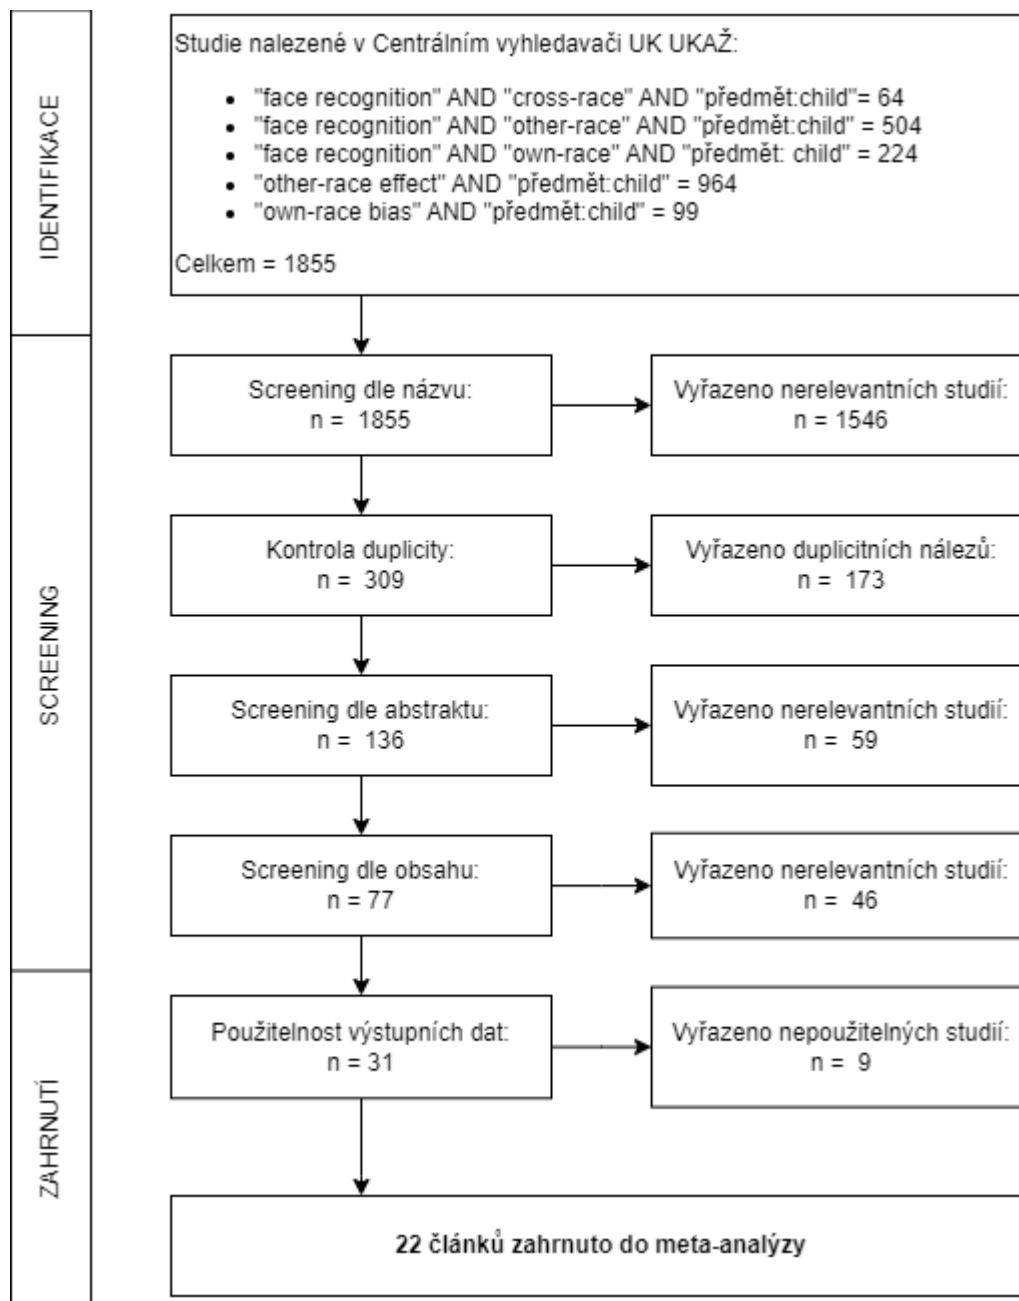 IDENTIFIKACE
Studie nalezené v Centrálním vyhledavači UK UKAŽ:
• "face recognition" AND "cross-race" AND "předmět:child"= 64
• "face recognition" AND "other-race" AND "předmět:child" = 504
• "face recognition" AND "own-race" AND "předmět: child" = 224
• "other-race effect" AND "předmět:child" = 964
• "own-race bias" AND "předmět:child" = 99
Celkem = 1855
SCREENING
Screening dle názvu:
n = 1855
Vyřazeno nerelevantních studií:
n = 1546
Kontrola duplicity:
n = 309
Vyřazeno duplicitních nálezů:
n = 173
Screening dle abstraktu:
n = 136
Vyřazeno nerelevantních studií:
n = 59
Screening dle obsahu:
n = 77
Vyřazeno nerelevantních studií:
n = 46
ZAHRNUTÍ
Použitelnost výstupních dat:
n = 31
Vyřazeno nepoužitelných studií:
n = 9
22 článků zahrnuto do meta-analýzy